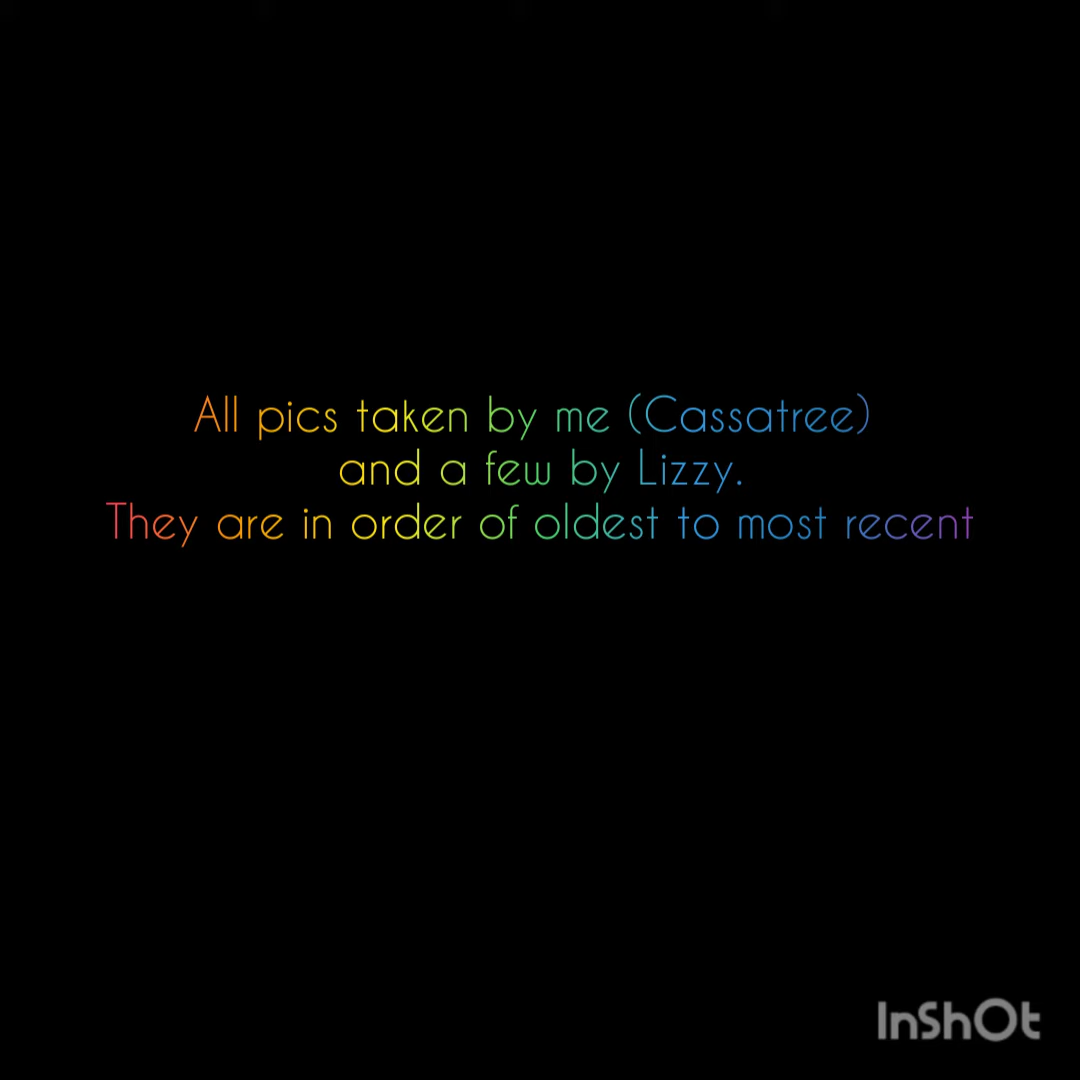 All pics taken by me (Cassatree)
and a few by Lizzy.
They are in order of oldest to most recent
InShOt